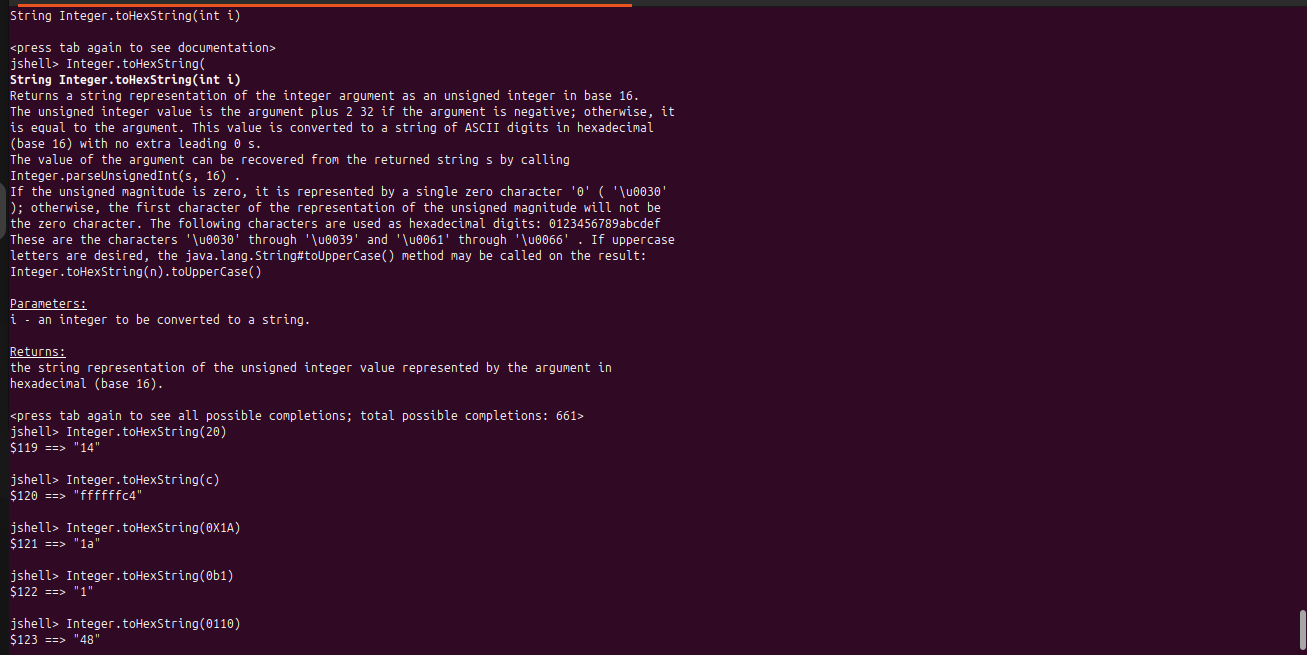 String Integer.toHexString(int i)
<press tab again to see documentation>
jshell> Integer.toHexString(
String Integer.toHexString(int i)
Returns a string representation of the integer argument as an unsigned integer in base 16.
The unsigned integer value is the argument plus 2 32 if the argument is negative; otherwise, it
is equal to the argument. This value is converted to a string of ASCII digits in hexadecimal
(base 16) with no extra leading 0 s.
The value of the argument can be recovered from the returned string s by calling
Integer.parseUnsignedInt(s, 16) .
If the unsigned magnitude is zero, it is represented by a single zero character '0' ( '\u0030'
); otherwise, the first character of the representation of the unsigned magnitude will not be
the zero character. The following characters are used as hexadecimal digits: 0123456789abcdef
These are the characters '\u0030' through '\u0039' and '\u0061' through '\u0066' . If uppercase
letters are desired, the java.lang.String#toUpperCase() method may be called on the result:
Integer.toHexString(n).toUpperCase()
Parameters:
i - an integer to be converted to a string.
Returns:
the string representation of the unsigned integer value represented by the argument in
hexadecimal (base 16).
<press tab again to see all possible completions; total possible completions: 661>
jshell> Integer.toHexString(20)
$119 ==> "14"
jshell> Integer.toHexString(c)
$120 ==> "ffffffc4"
jshell> Integer.toHexString(0X1A)
$121 ==> "1a"
jshell> Integer.toHexString(0b1)
$122 ==> "1"
jshell> Integer.toHexString(0110)
$123 ==> "48"